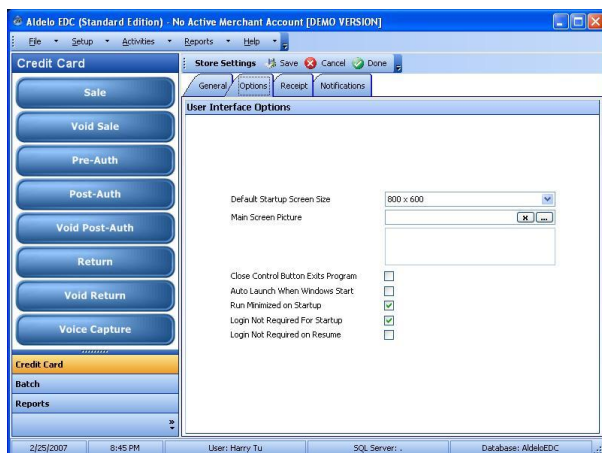 Aldelo EDC (Standard Edition) - No Active Merchant Account [DEMO VERSION]
File Setup Activities Reports Help
Credit Card
Store Settings Save Cancel Done
General Options Receipt Notifications
User Interface Options
Sale
Void Sale
Pre-Auth
Post-Auth
Void Post-Auth
Return
Void Return
Voice Capture
Default Startup Screen Size 800 x 600
Main Screen Picture x ...
Close Control Button Exits Program
Auto Launch When Windows Start
Run Minimized on Startup
Login Not Required For Startup
Login Not Required on Resume
Credit Card
Batch
Reports
2/25/2007 8:45 PM User: Harry Tu SQL Server: . Database: AldeloEDC